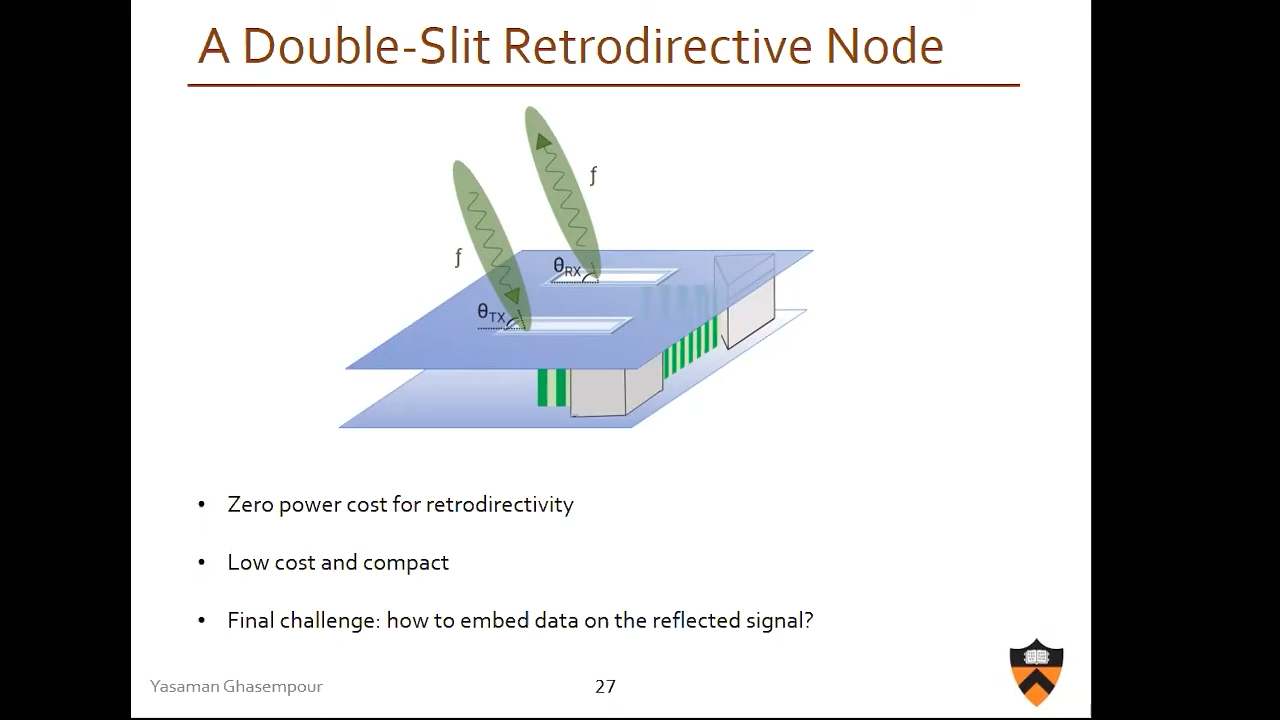 A Double-Slit Retrodirective Node
f
f
θRX
θTX
• Zero power cost for retrodirectivity
• Low cost and compact
• Final challenge: how to embed data on the reflected signal?
Yasaman Ghasempour
27